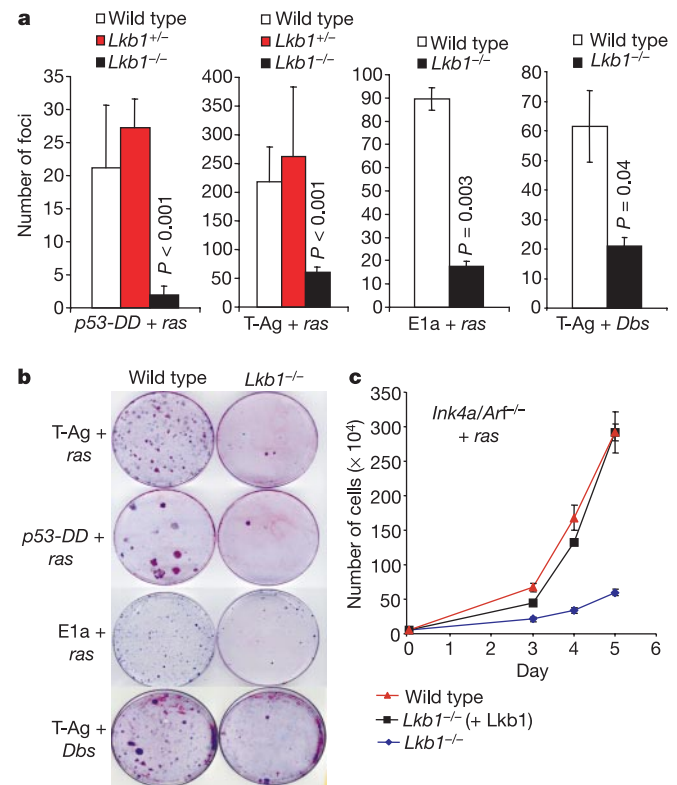 a
Wild type
Lkb1+/−
Lkb1−/−
Wild type
Lkb1+/−
Lkb1−/−
Wild type
Lkb1−/−
Wild type
Lkb1−/−
Number of foci
35
30
25
20
15
10
5
0
P < 0.001
p53-DD + ras
400
350
300
250
200
150
100
50
0
P < 0.001
T-Ag + ras
100
90
80
70
60
50
40
30
20
10
0
P = 0.003
E1a + ras
80
70
60
50
40
30
20
10
0
P = 0.04
T-Ag + Dbs
b
Wild type Lkb1−/−
T-Ag +
ras
p53-DD +
ras
E1a +
ras
T-Ag +
Dbs
c
Ink4a/Arf−/−
+ ras
Number of cells (× 10⁴)
350
300
250
200
150
100
50
0
0 1 2 3 4 5 6
Day
Wild type
Lkb1−/− (+ Lkb1)
Lkb1−/−